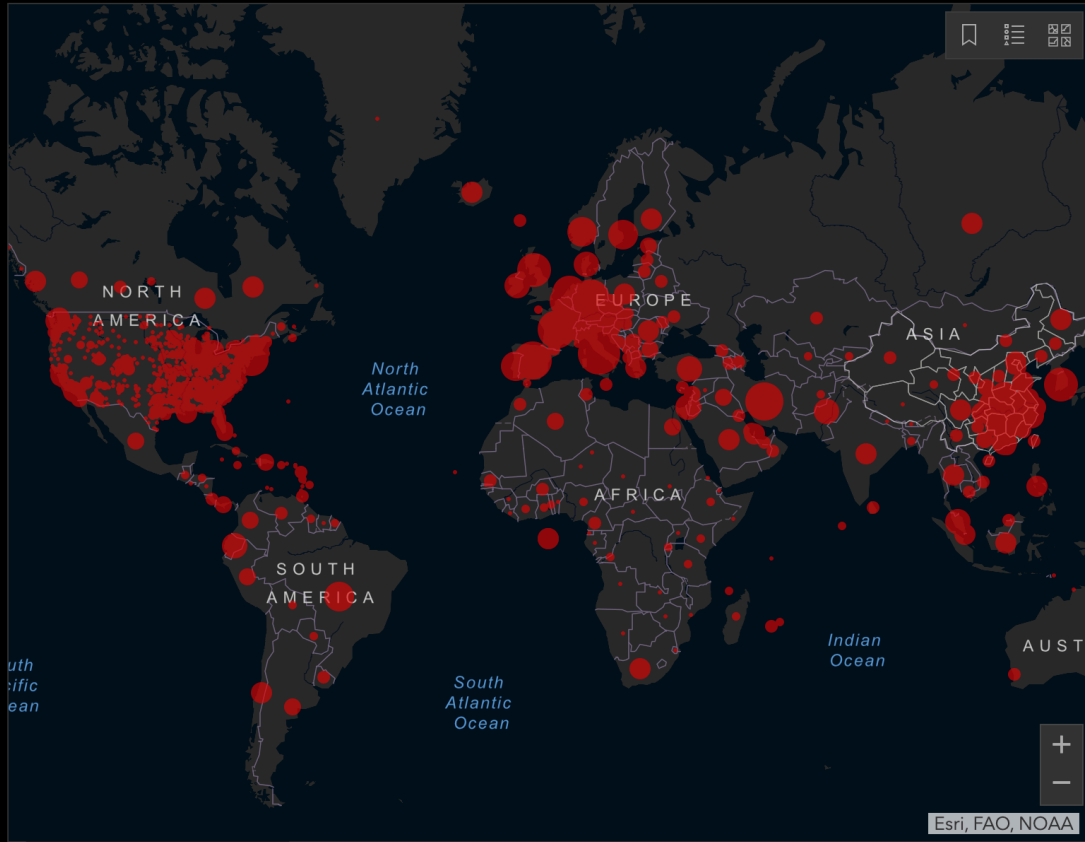 NORTH
AMERICA
EUROPE
ASIA
North
Atlantic
Ocean
AFRICA
SOUTH
AMERICA
Indian
Ocean
AUST
uth
cific
ean
South
Atlantic
Ocean
+
−
Esri, FAO, NOAA